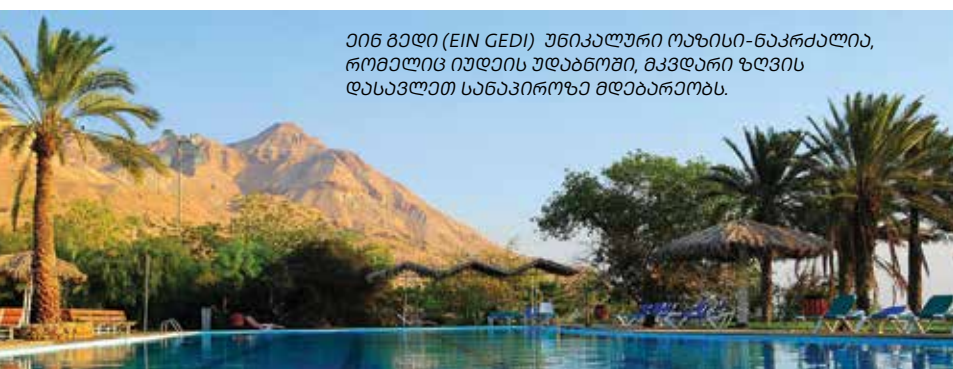 ეინ გედი (EIN GEDI) უნიკალური ოაზისი-ნაკრძალია,
რომელიც იუდეის უდაბნოში, მკვდარი ზღვის
დასავლეთ სანაპიროზე მდებარეობს.